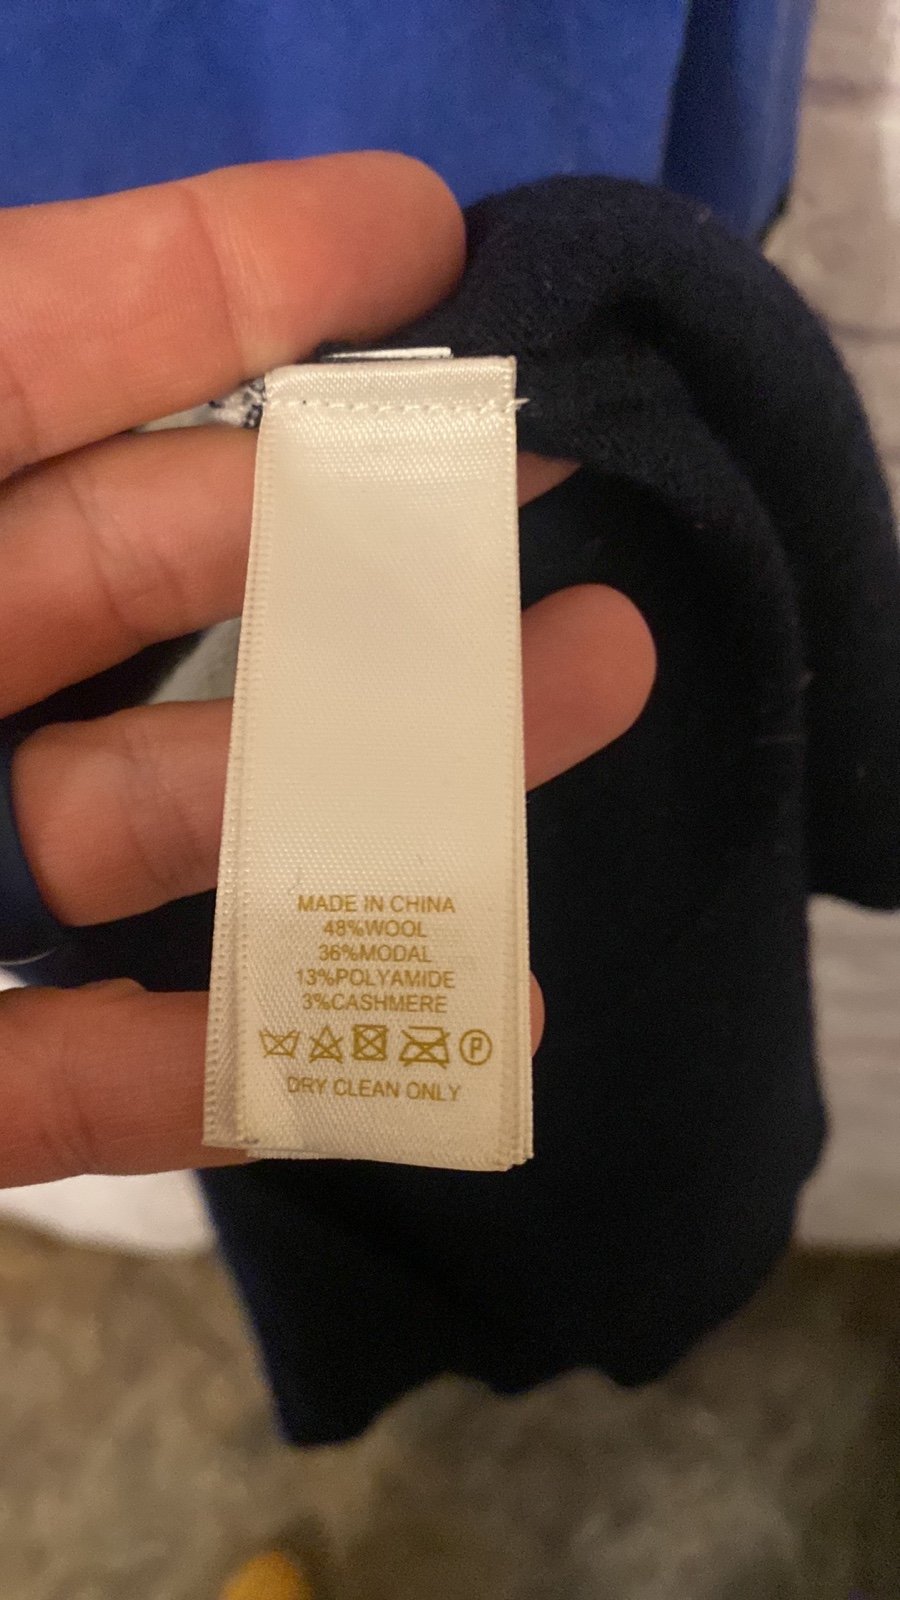 MADE IN CHINA
48%WOOL
36%MODAL
13%POLYAMIDE
3%CASHMERE
P
DRY CLEAN ONLY